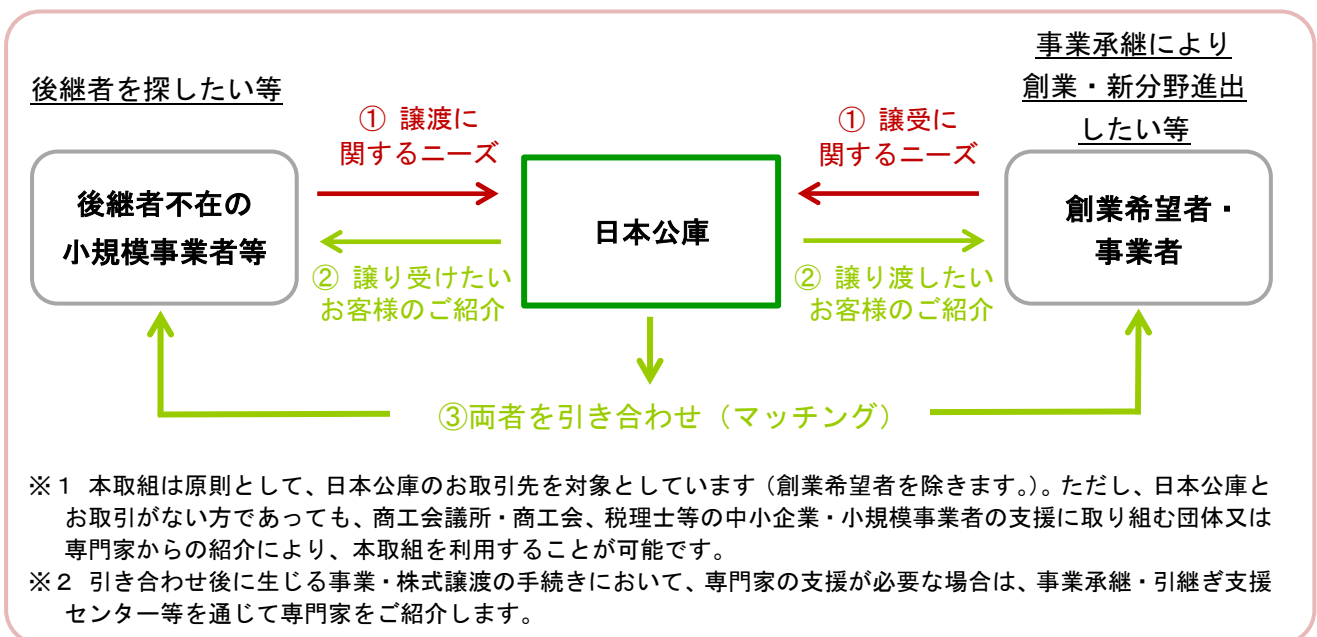 後継者を探したい等
事業承継により
創業・新分野進出
したい等
① 譲渡に
関するニーズ
① 譲受に
関するニーズ
後継者不在の
小規模事業者等
日本公庫
創業希望者・
事業者
② 譲り受けたい
お客様のご紹介
② 譲り渡したい
お客様のご紹介
③両者を引き合わせ（マッチング）
※１ 本取組は原則として、日本公庫のお取引先を対象としています（創業希望者を除きます。）。ただし、日本公庫と
お取引がない方であっても、商工会議所・商工会、税理士等の中小企業・小規模事業者の支援に取り組む団体又は
専門家からの紹介により、本取組を利用することが可能です。
※２ 引き合わせ後に生じる事業・株式譲渡の手続きにおいて、専門家の支援が必要な場合は、事業承継・引継ぎ支援
センター等を通じて専門家をご紹介します。